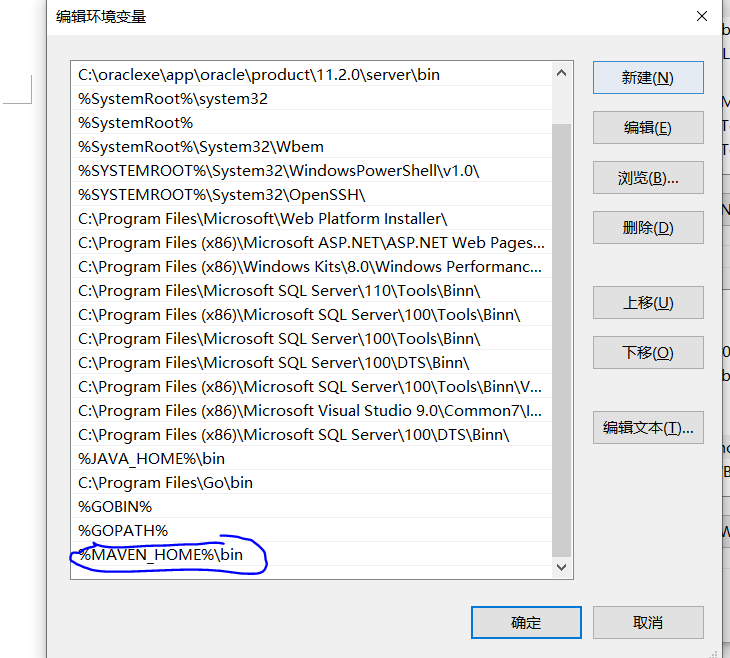 编辑环境变量
C:\oraclexe\app\oracle\product\11.2.0\server\bin
%SystemRoot%\system32
%SystemRoot%
%SystemRoot%\System32\Wbem
%SYSTEMROOT%\System32\WindowsPowerShell\v1.0\
%SYSTEMROOT%\System32\OpenSSH\
C:\Program Files\Microsoft\Web Platform Installer\
C:\Program Files (x86)\Microsoft ASP.NET\ASP.NET Web Pages...
C:\Program Files (x86)\Windows Kits\8.0\Windows Performanc...
C:\Program Files\Microsoft SQL Server\110\Tools\Binn\
C:\Program Files (x86)\Microsoft SQL Server\100\Tools\Binn\
C:\Program Files\Microsoft SQL Server\100\Tools\Binn\
C:\Program Files\Microsoft SQL Server\100\DTS\Binn\
C:\Program Files (x86)\Microsoft SQL Server\100\Tools\Binn\V...
C:\Program Files (x86)\Microsoft Visual Studio 9.0\Common7\I...
C:\Program Files (x86)\Microsoft SQL Server\100\DTS\Binn\
%JAVA_HOME%\bin
C:\Program Files\Go\bin
%GOBIN%
%GOPATH%
%MAVEN_HOME%\bin
新建(N)
编辑(E)
浏览(B)...
删除(D)
上移(U)
下移(O)
编辑文本(T)...
确定
取消